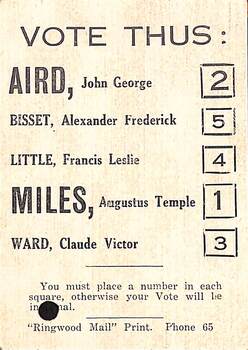 VOTE THUS:
AIRD, John George 2
BISSET, Alexander Frederick 5
LITTLE, Francis Leslie 4
MILES, Augustus Temple 1
WARD, Claude Victor 3
You must place a number in each
square, otherwise your Vote will be
"Ringwood Mail" Print. Phone 65